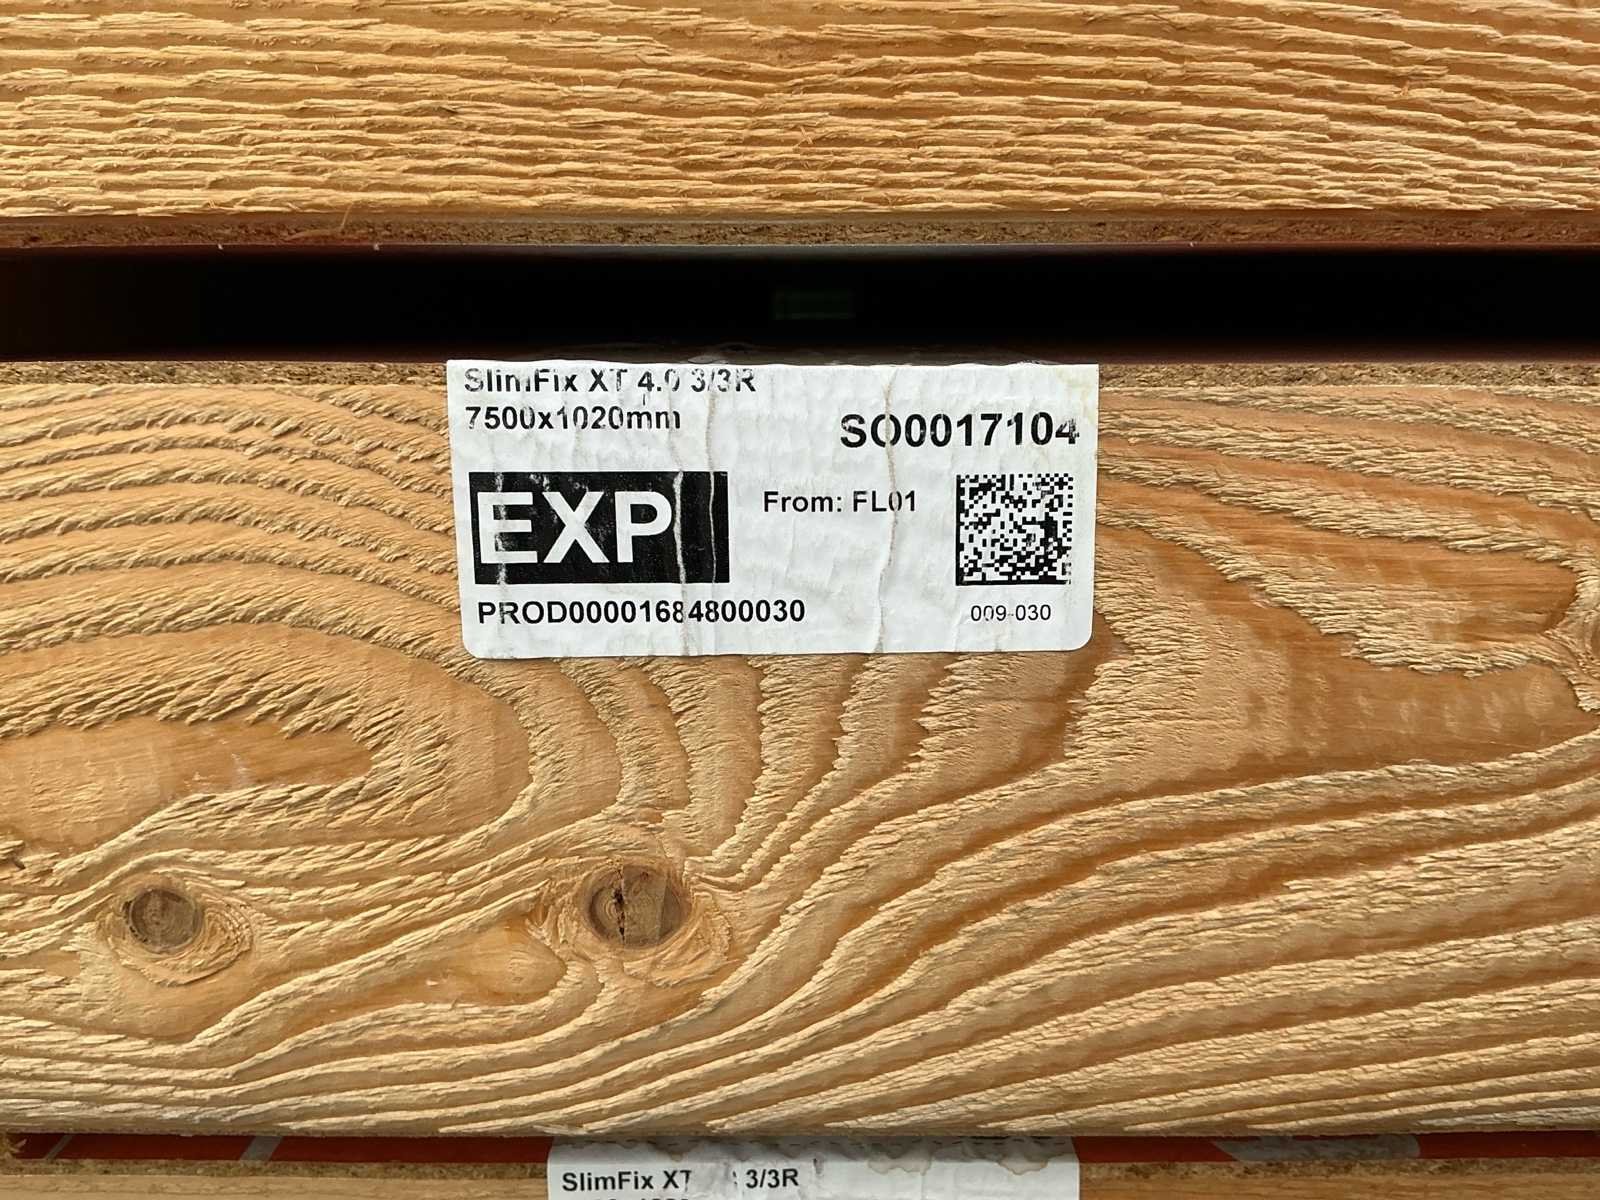 SlimFix XT 4.0 3/3R
7500x1020mm
SO0017104
EXP
From: FL01
PROD00001684800030
009-030
SlimFix XT 3/3R